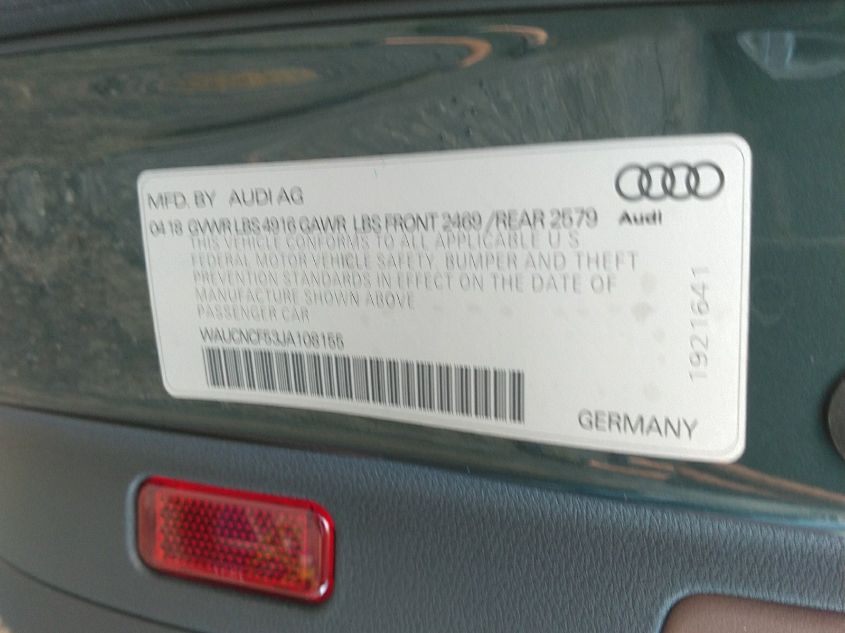 MFD. BY AUDI AG
Audi
04.18 GVWR LBS 4916 GAWR LBS FRONT 2469 / REAR 2579
THIS VEHICLE CONFORMS TO ALL APPLICABLE U S
FEDERAL MOTOR VEHICLE SAFETY, BUMPER AND THEFT
PREVENTION STANDARDS IN EFFECT ON THE DATE OF
MANUFACTURE SHOWN ABOVE
PASSENGER CAR
WAUCNCF53JA108155
1921641
GERMANY